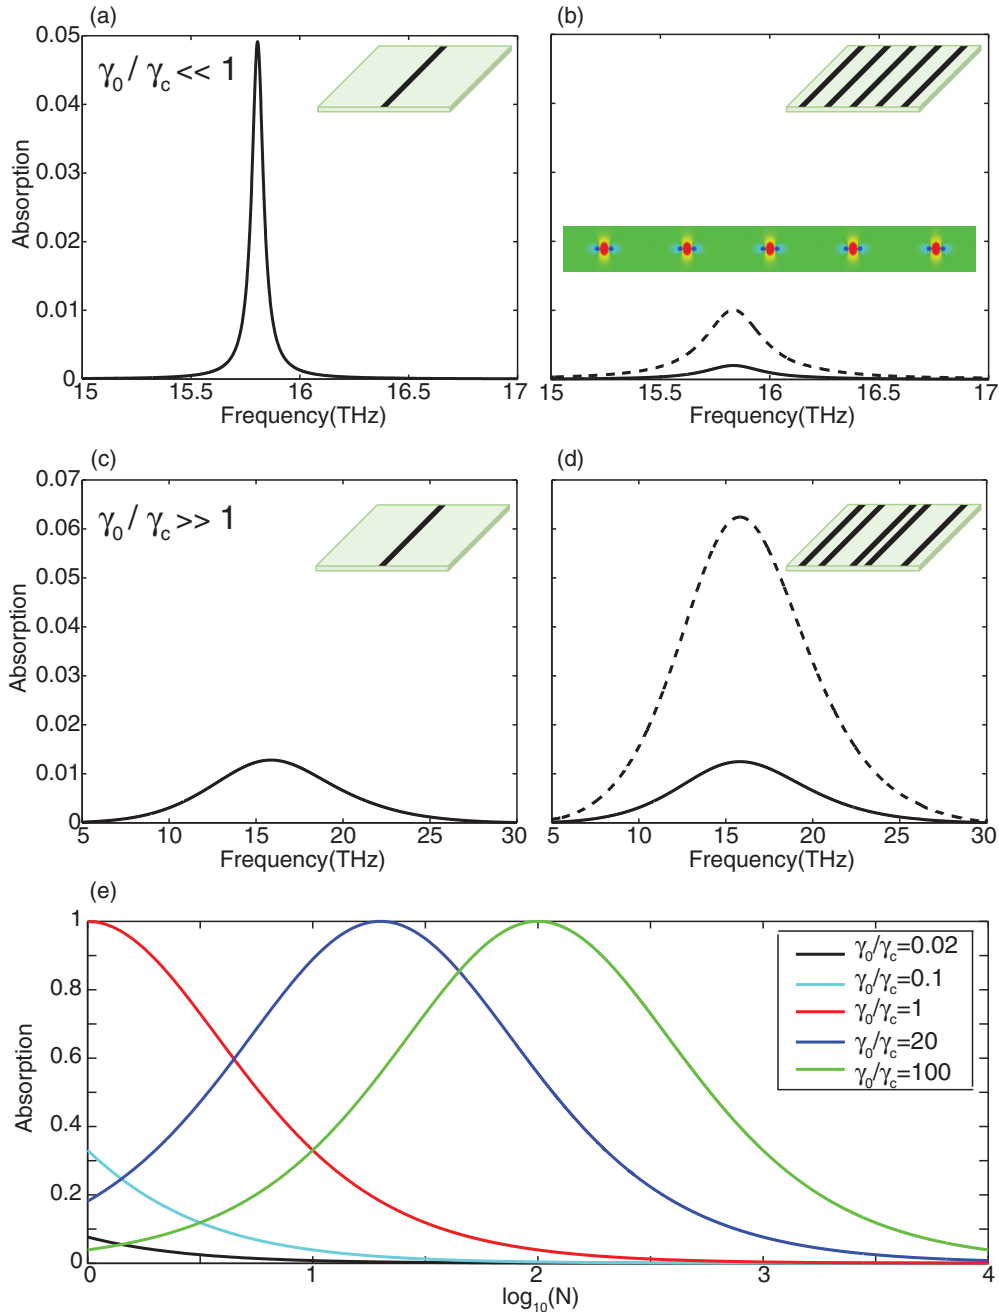 (a)
γ0 / γc << 1
Absorption
0.05
0.04
0.03
0.02
0.01
0
15 15.5 16 16.5 17
Frequency(THz)
(b)
15 15.5 16 16.5 17
Frequency(THz)
(c)
γ0 / γc >> 1
Absorption
0.07
0.06
0.05
0.04
0.03
0.02
0.01
0
5 10 15 20 25 30
Frequency(THz)
(d)
5 10 15 20 25 30
Frequency(THz)
(e)
Absorption
1
0.8
0.6
0.4
0.2
0
0 1 2 3 4
log10(N)
γ0/γc=0.02
γ0/γc=0.1
γ0/γc=1
γ0/γc=20
γ0/γc=100